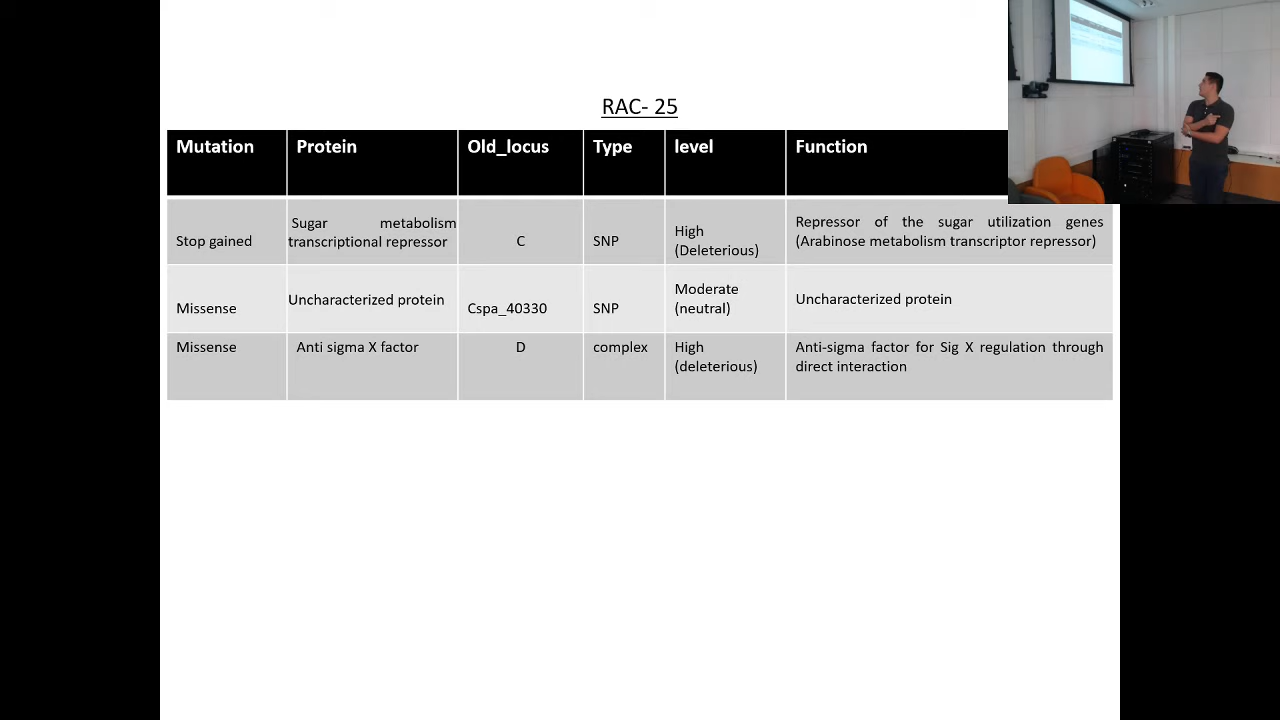 RAC- 25
Mutation Protein Old_locus Type level Function
Sugar metabolism
transcriptional repressor
Stop gained
C
SNP
High
(Deleterious)
Repressor of the sugar utilization genes
(Arabinose metabolism transcriptor repressor)
Missense
Uncharacterized protein
Cspa_40330
SNP
Moderate
(neutral)
Uncharacterized protein
Missense
Anti sigma X factor
D
complex
High
(deleterious)
Anti-sigma factor for Sig X regulation through
direct interaction